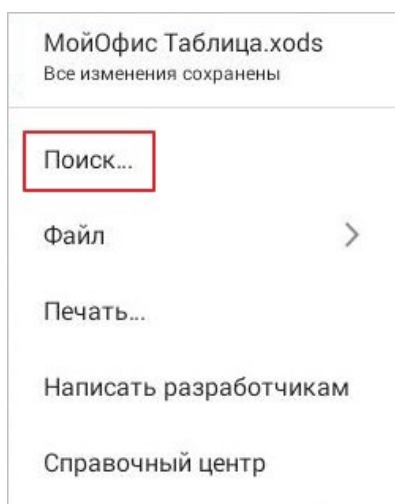 МойОфис Таблица.xods
Все изменения сохранены
Поиск...
Файл
Печать...
Написать разработчикам
Справочный центр